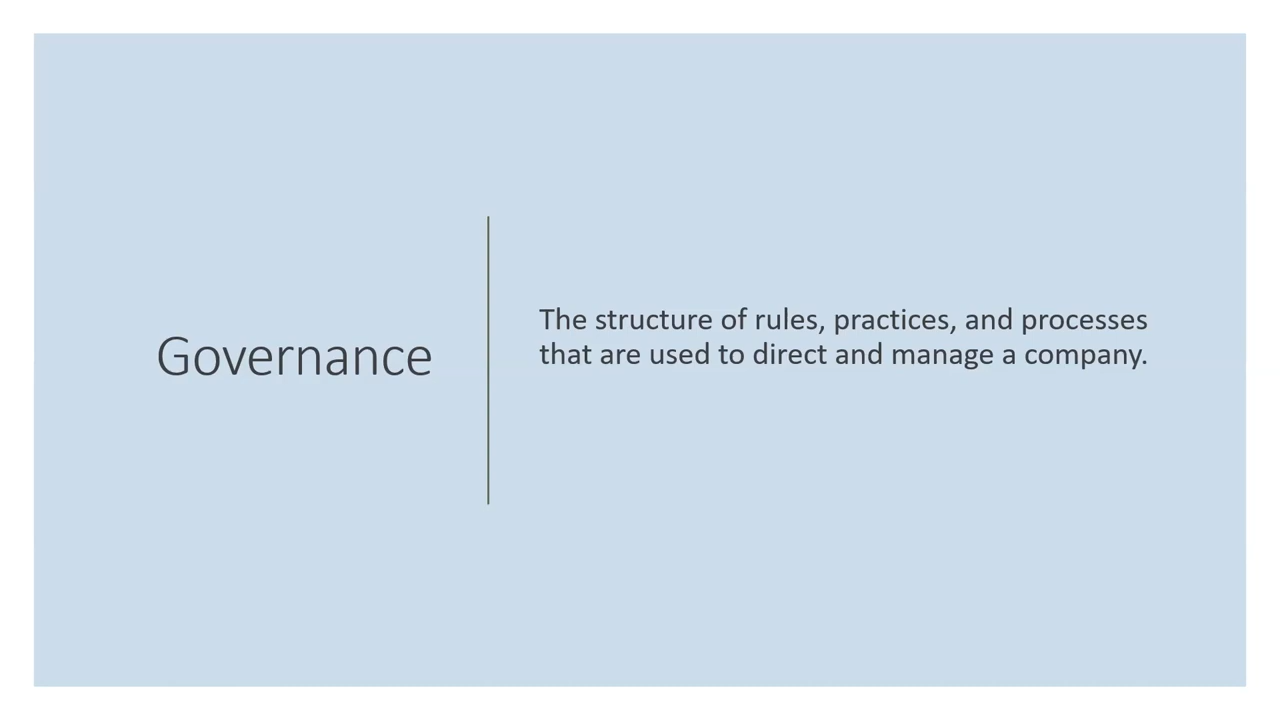 Governance
The structure of rules, practices, and processes
that are used to direct and manage a company.